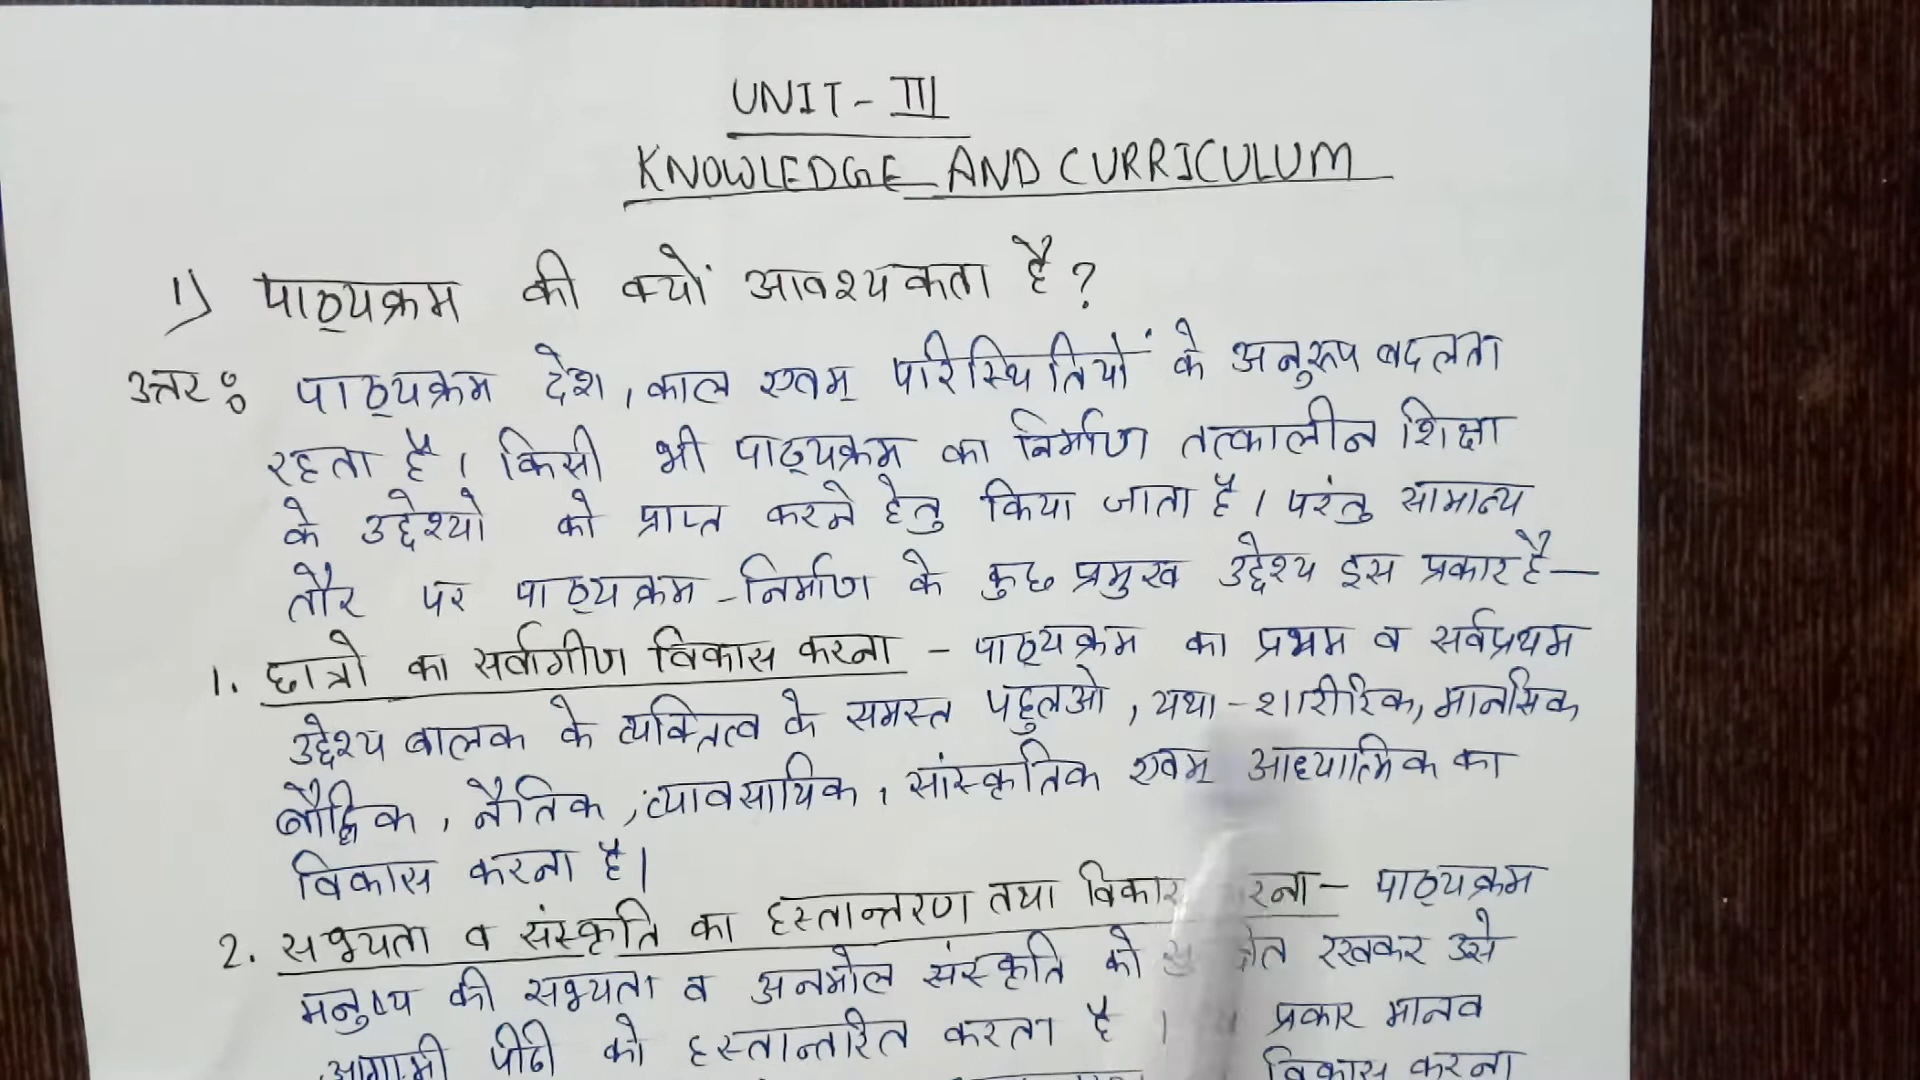 UNIT - III
KNOWLEDGE AND CURRICULUM
1) पाठ्यक्रम की क्यों आवश्यकता है?
उत्तर: पाठ्यक्रम देश, काल एवम् परिस्थितियों के अनुरूप बदलता
रहता है। किसी भी पाठ्यक्रम का निर्माण तत्कालीन शिक्षा
के उद्देश्यो को प्राप्त करने हेतु किया जाता है। परंतु सामान्य
तौर पर पाठ्यक्रम-निर्माण के कुछ प्रमुख उद्देश्य इस प्रकार है—
1. छात्रो का सर्वागीण विकास करना - पाठ्यक्रम का प्रथम व सर्वप्रथम
उद्देश्य बालक के व्यक्तित्व के समस्त पहुलओ, यथा-शारीरिक, मानसिक
बौद्धिक, नैतिक, व्यावसायिक, सांस्कृतिक एवम् आध्यात्मिक का
विकास करना है।
2. सभ्यता व संस्कृति का हस्तान्तरण तथा - पाठ्यक्रम
मनुष्य की सभ्यता व अनमोल संस्कृति को रखकर उसे
आगामी पीढी को हस्तान्तरित करता है। प्रकार मानव
विकास करना